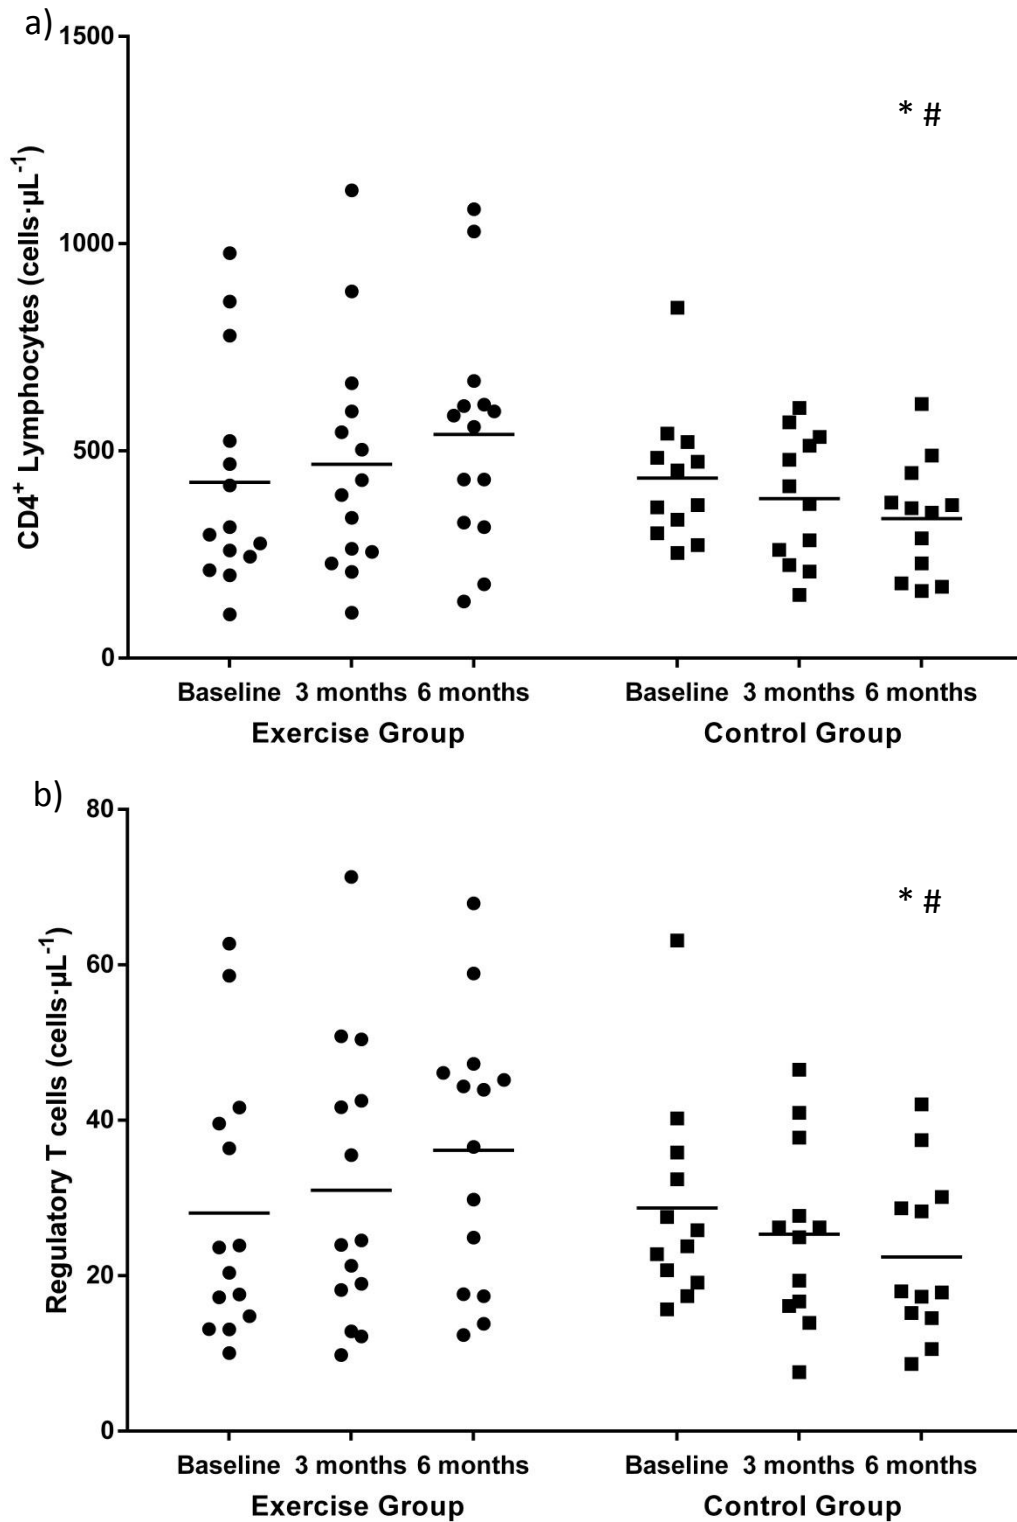 a)
1500
* #
CD4⁺ Lymphocytes (cells·µL⁻¹)
1000
500
0
Baseline 3 months 6 months Baseline 3 months 6 months
Exercise Group Control Group
b)
80
* #
Regulatory T cells (cells·µL⁻¹)
60
40
20
0
Baseline 3 months 6 months Baseline 3 months 6 months
Exercise Group Control Group